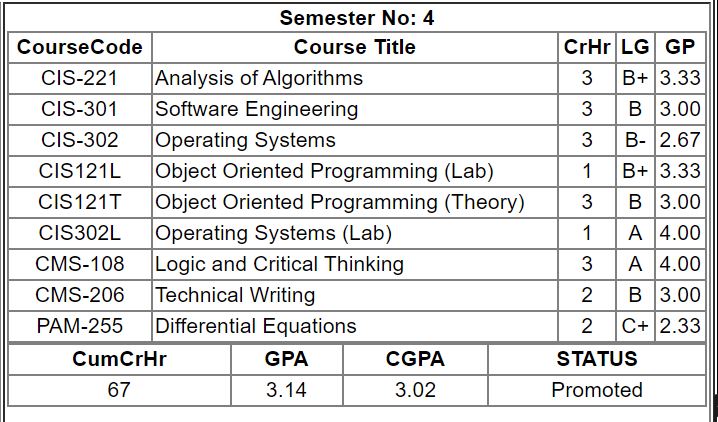 Semester No: 4
CourseCode Course Title CrHr LG GP
CIS-221 Analysis of Algorithms 3 B+ 3.33
CIS-301 Software Engineering 3 B 3.00
CIS-302 Operating Systems 3 B- 2.67
CIS121L Object Oriented Programming (Lab) 1 B+ 3.33
CIS121T Object Oriented Programming (Theory) 3 B 3.00
CIS302L Operating Systems (Lab) 1 A 4.00
CMS-108 Logic and Critical Thinking 3 A 4.00
CMS-206 Technical Writing 2 B 3.00
PAM-255 Differential Equations 2 C+ 2.33
CumCrHr GPA CGPA STATUS
67 3.14 3.02 Promoted